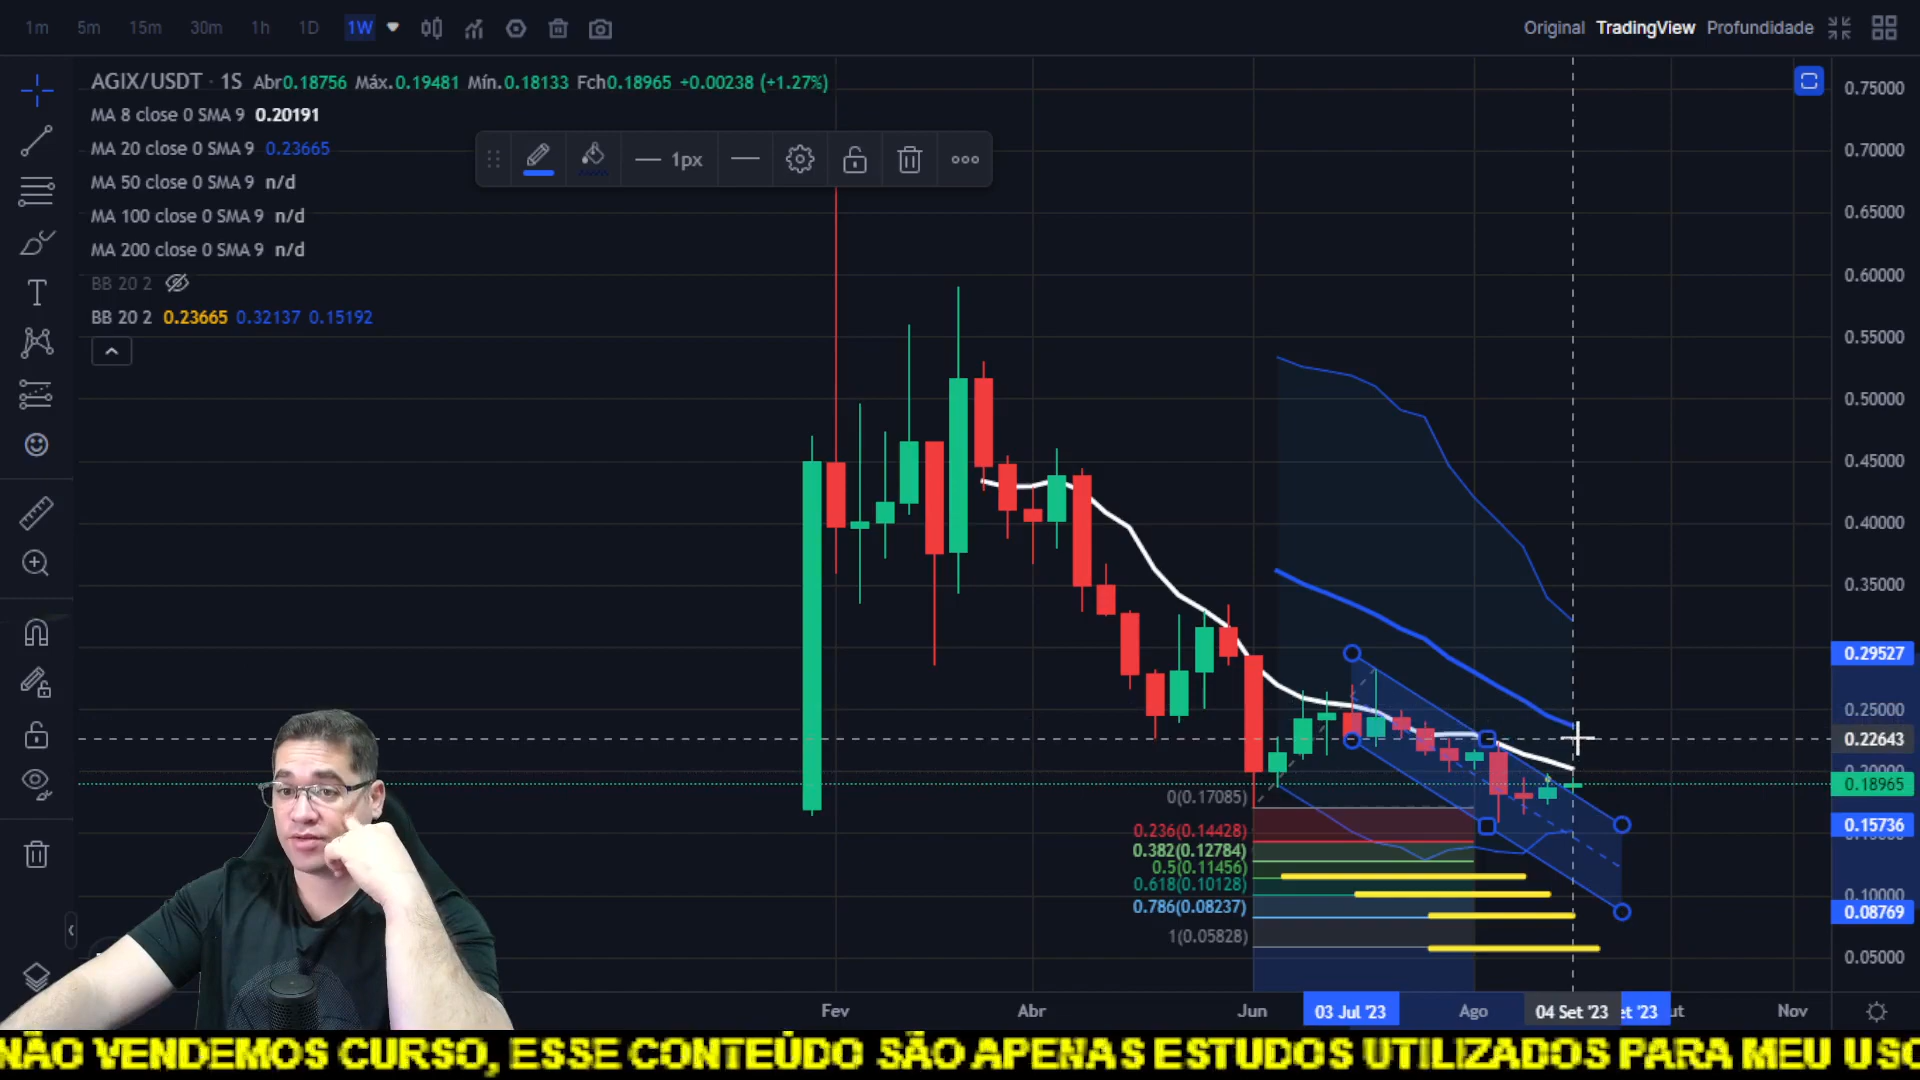 1m 5m 15m 30m 1h 1D 1W
Original TradingView Profundidade
AGIX/USDT · 1S Abr0.18756 Máx.0.19481 Mín.0.18133 Fch0.18965 +0.00238 (+1.27%)
MA 8 close 0 SMA 9 0.20191
MA 20 close 0 SMA 9 0.23665
MA 50 close 0 SMA 9 n/d
MA 100 close 0 SMA 9 n/d
MA 200 close 0 SMA 9 n/d
BB 20 2
BB 20 2 0.23665 0.32137 0.15192
1px
0.75000
0.70000
0.65000
0.60000
0.55000
0.50000
0.45000
0.40000
0.35000
0.29527
0.25000
0.22643
0.20000
0.18965
0.15736
0.10000
0.08769
0.05000
0(0.17085)
0.236(0.14428)
0.382(0.12784)
0.5(0.11456)
0.618(0.10128)
0.786(0.08237)
1(0.05828)
Fev Abr Jun 03 Jul '23 Ago 04 Set '23 et '23 ut Nov
NÃO VENDEMOS CURSO, ESSE CONTEÚDO SÃO APENAS ESTUDOS UTILIZADOS PARA MEU USO